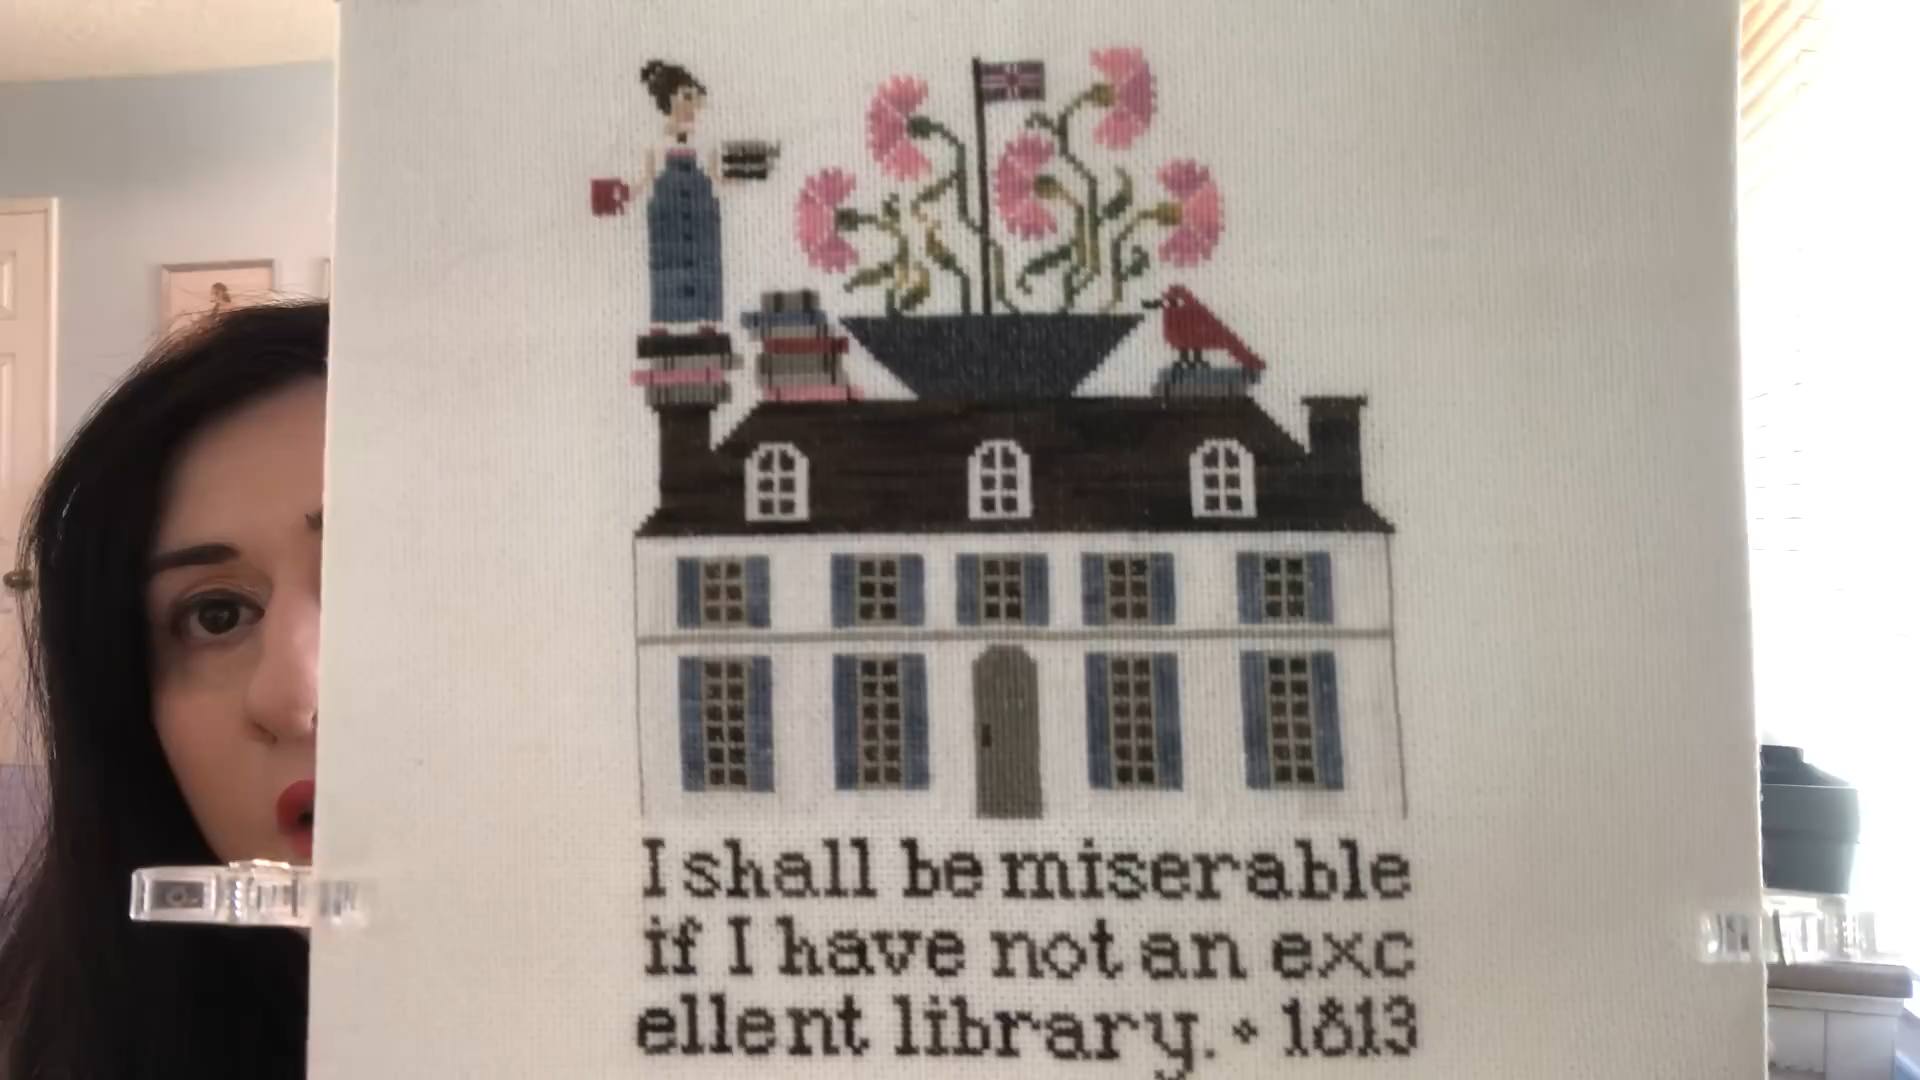 I shall be miserable
if I have not an exc
ellent library. 1813